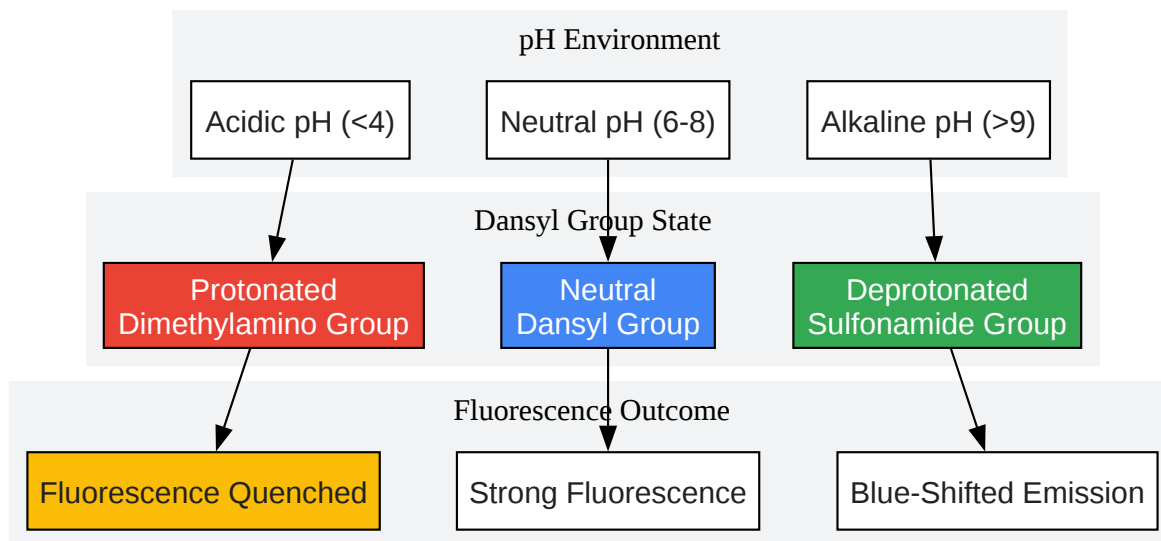 pH Environment
Acidic pH (<4)
Neutral pH (6-8)
Alkaline pH (>9)
Dansyl Group State
Protonated
Dimethylamino Group
Neutral
Dansyl Group
Deprotonated
Sulfonamide Group
Fluorescence Outcome
Fluorescence Quenched
Strong Fluorescence
Blue-Shifted Emission